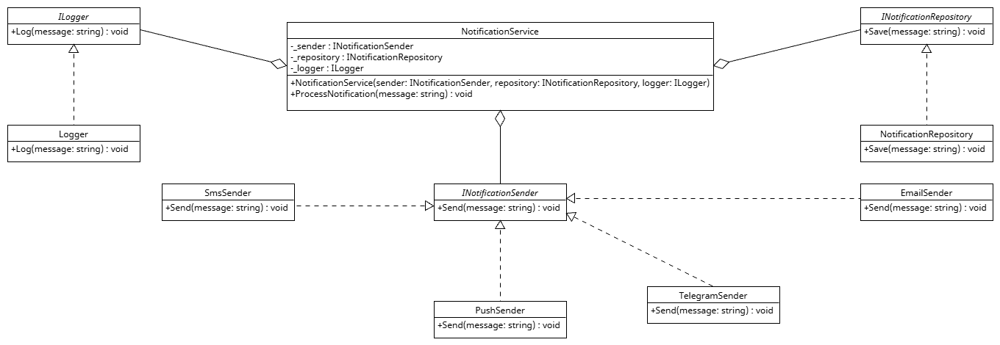 ILogger
+Log(message: string) : void
NotificationService
-_sender : INotificationSender
-_repository : INotificationRepository
-_logger : ILogger
+NotificationService(sender: INotificationSender, repository: INotificationRepository, logger: ILogger)
+ProcessNotification(message: string) : void
INotificationRepository
+Save(message: string) : void
Logger
+Log(message: string) : void
NotificationRepository
+Save(message: string) : void
SmsSender
+Send(message: string) : void
INotificationSender
+Send(message: string) : void
EmailSender
+Send(message: string) : void
PushSender
+Send(message: string) : void
TelegramSender
+Send(message: string) : void